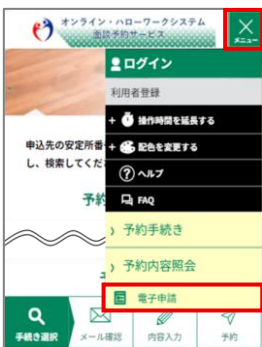 オンライン・ハローワークシステム
面談予約サービス
メニュー
ログイン
利用者登録
+ 操作時間を延長する
+ 配色を変更する
ヘルプ
FAQ
予約手続き
予約内容照会
電子申請
申込先の安定所番
し、検索してくだ
予約
手続き選択
メール確認
内容入力
予約